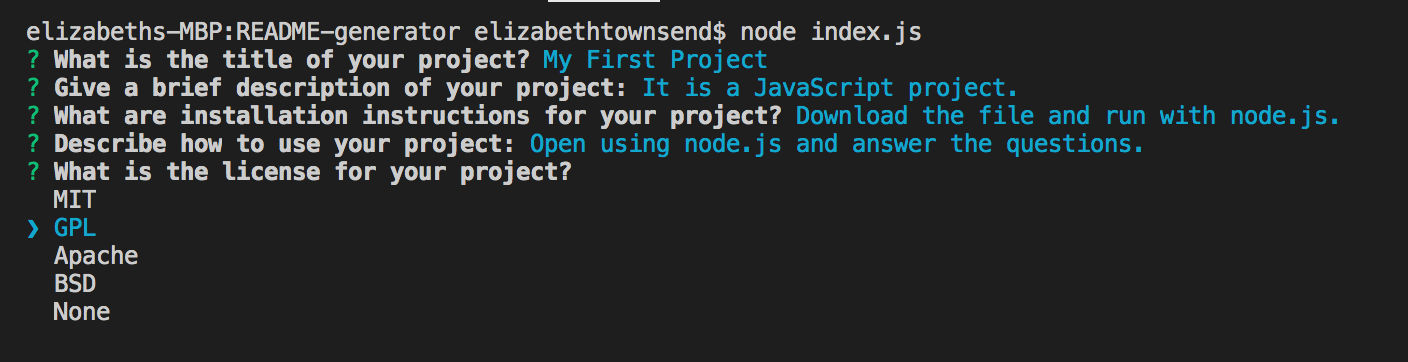 elizabeths-MBP:README-generator elizabethtownsend$ node index.js
? What is the title of your project? My First Project
? Give a brief description of your project: It is a JavaScript project.
? What are installation instructions for your project? Download the file and run with node.js.
? Describe how to use your project: Open using node.js and answer the questions.
? What is the license for your project?
MIT
❯ GPL
Apache
BSD
None